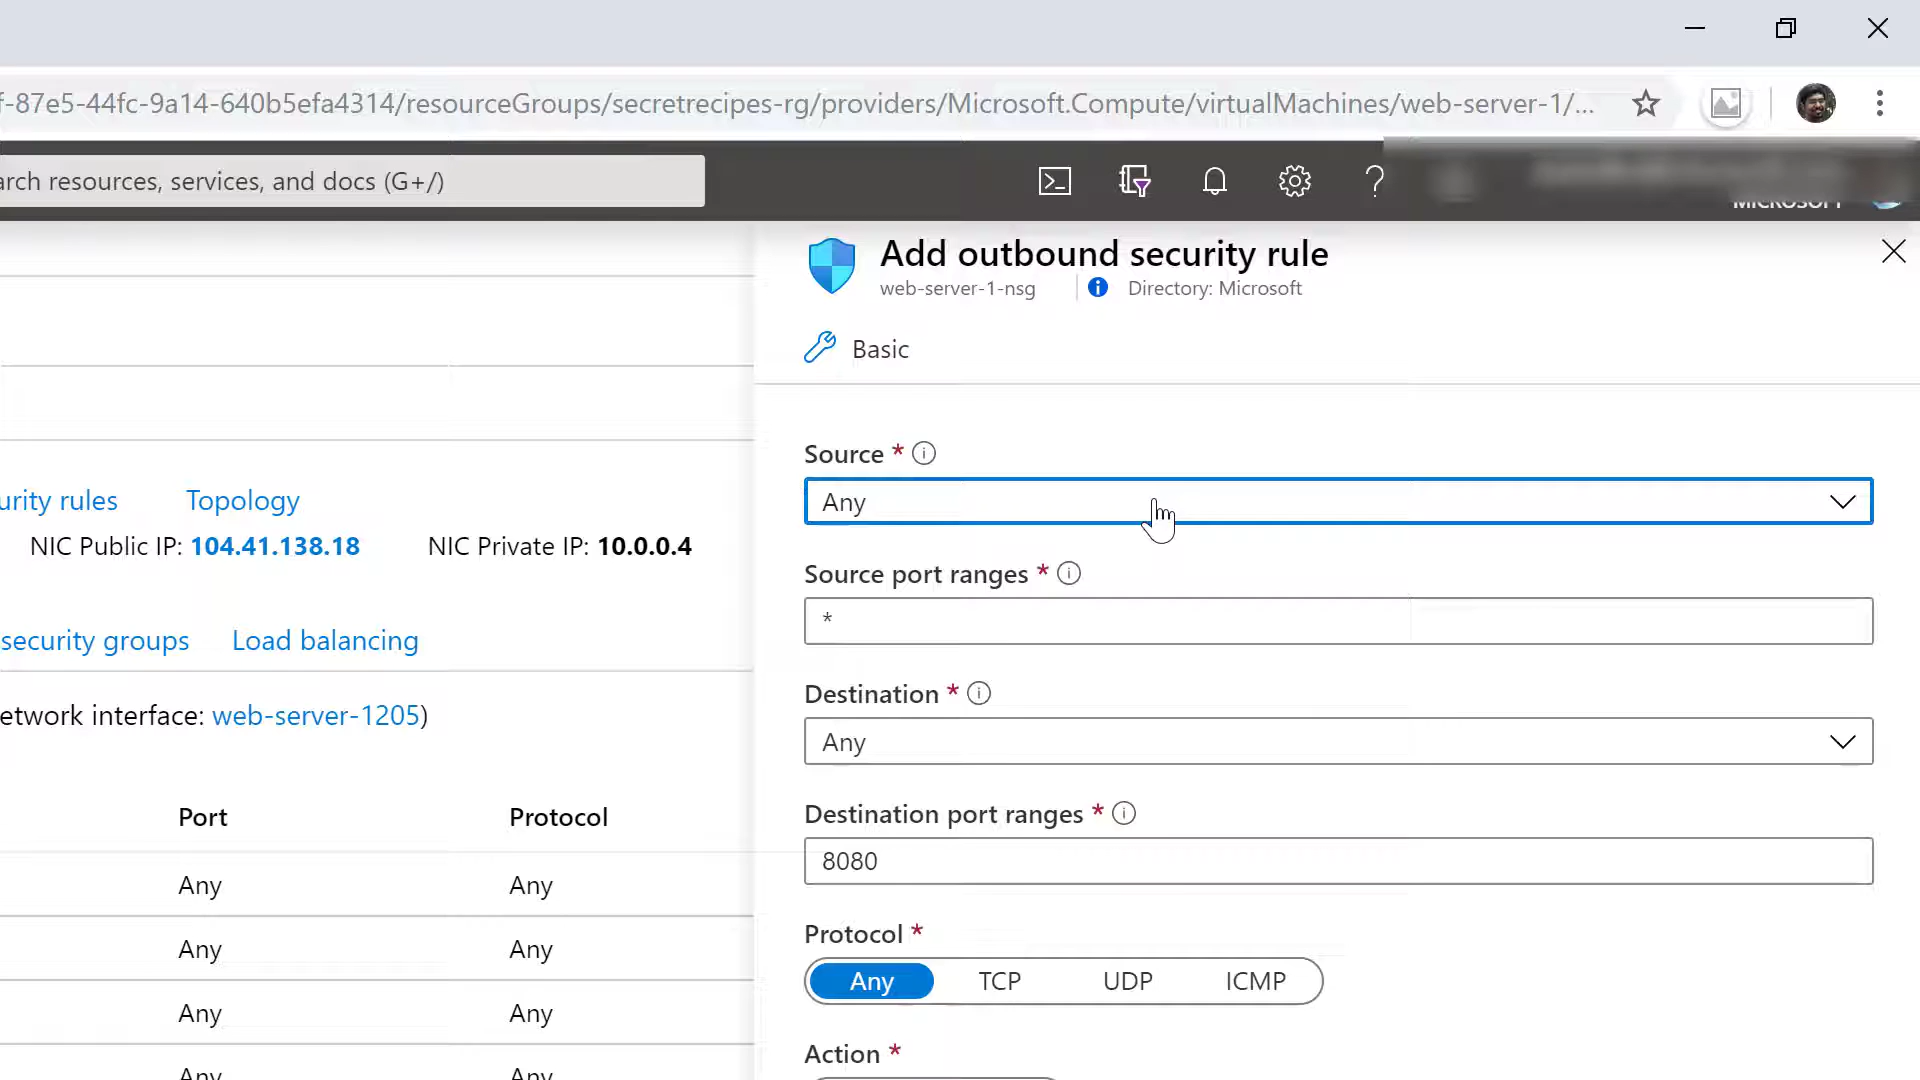 f-87e5-44fc-9a14-640b5efa4314/resourceGroups/secretrecipes-rg/providers/Microsoft.Compute/virtualMachines/web-server-1/...
arch resources, services, and docs (G+/)
MICROSOFT
Add outbound security rule
web-server-1-nsg
Directory: Microsoft
Basic
Source *
Any
Source port ranges *
*
Destination *
Any
Destination port ranges *
8080
Protocol *
Any TCP UDP ICMP
Action *
urity rules Topology
NIC Public IP: 104.41.138.18 NIC Private IP: 10.0.0.4
security groups Load balancing
etwork interface: web-server-1205)
Port Protocol
Any Any
Any Any
Any Any
Any Any